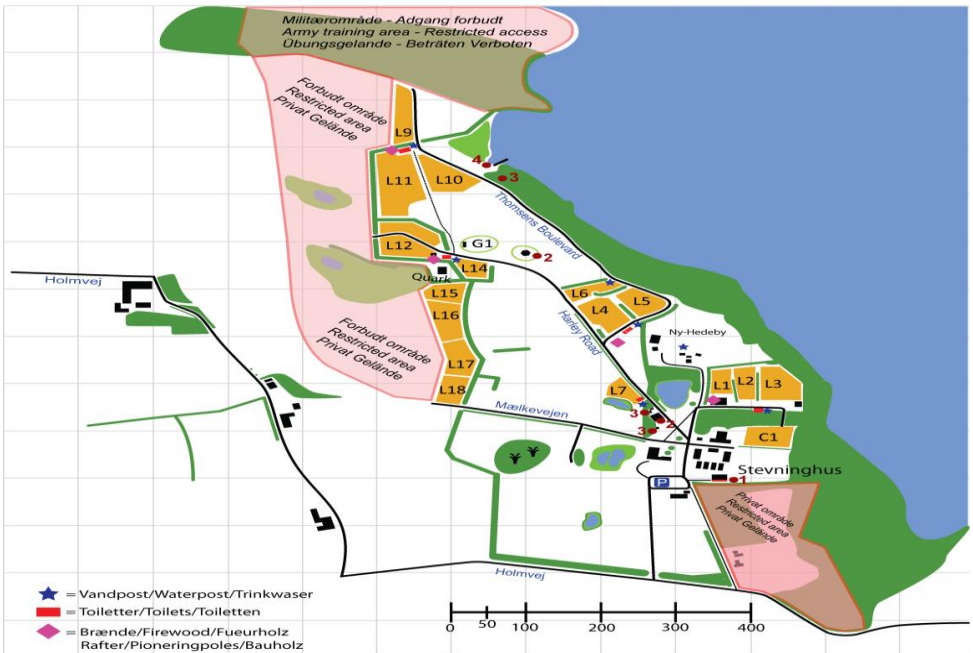 Militærområde - Adgang forbudt
Army training area - Restricted access
Übungsgelande - Beträten Verboten
Forbudt område
Restricted area
Privat Gelände
L9
L11
L10
4
3
Thomsens Boulevard
L12
G1
2
Quark
L14
Holmvej
L15
L16
L6
L4
L5
Harley Road
Ny-Hedeby
Forbudt område
Restricted area
Privat Gelände
L17
L18
L7
L1
L2
L3
Mælkevejen
3
2
3
C1
Stevninghus
1
P
Privat område
Restricted area
Privat Gelände
Holmvej
= Vandpost/Waterpost/Trinkwaser
= Toiletter/Toilets/Toiletten
= Brænde/Firewood/Fueurholz
Rafter/Pioneringpoles/Bauholz
0 50 100 200 300 400